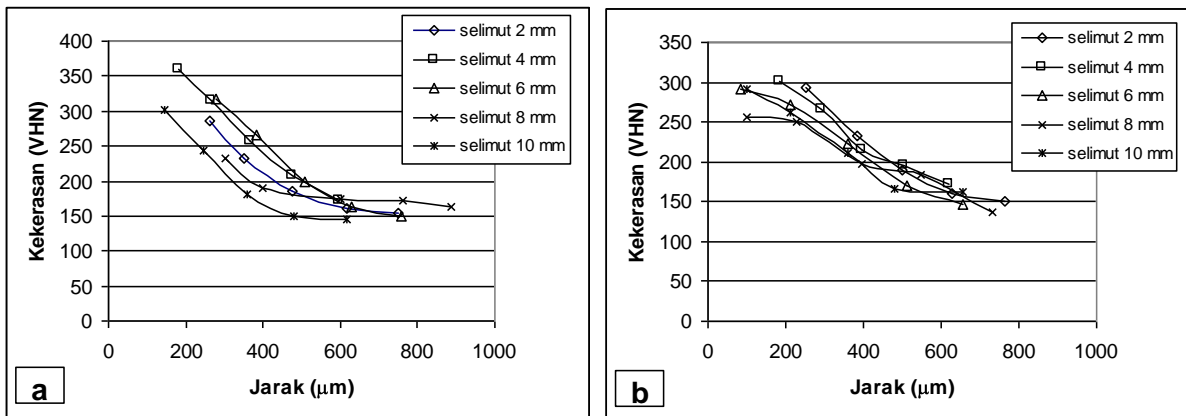 400
350
300
250
200
150
100
50
0
Kekerasan (VHN)
0 200 400 600 800 1000
Jarak (μm)
selimut 2 mm
selimut 4 mm
selimut 6 mm
selimut 8 mm
selimut 10 mm
a
350
300
250
200
150
100
50
0
Kekerasan (VHN)
0 200 400 600 800 1000
Jarak (μm)
selimut 2 mm
selimut 4 mm
selimut 6 mm
selimut 8 mm
selimut 10 mm
b